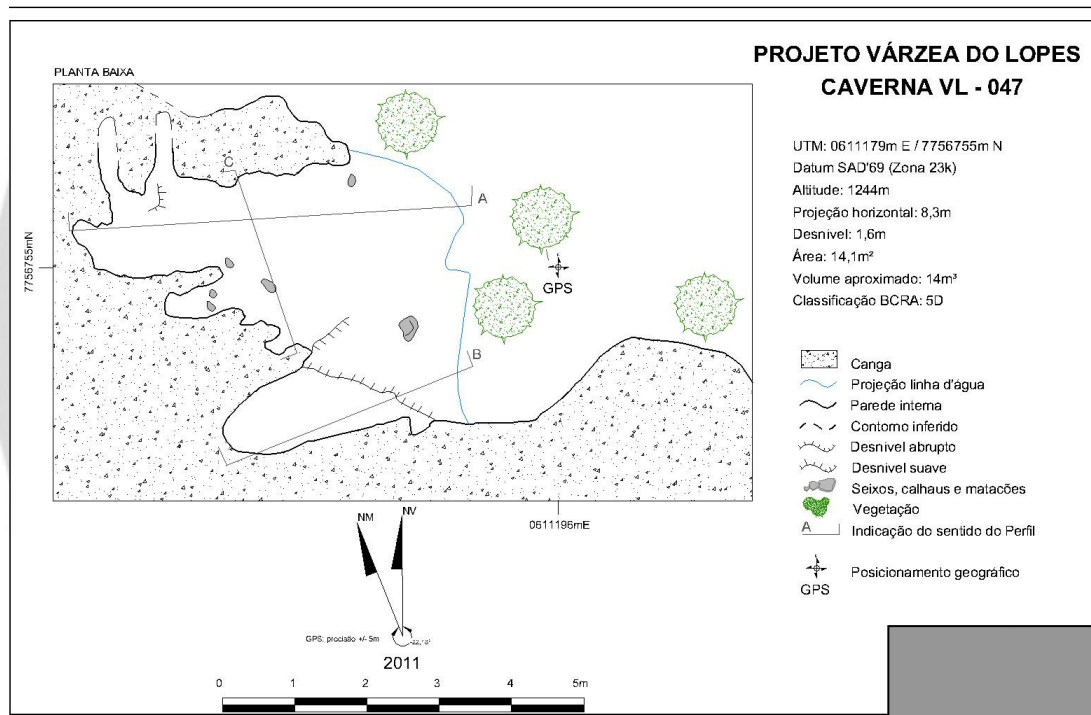 PROJETO VÁRZEA DO LOPES
CAVERNA VL - 047
PLANTA BAIXA
UTM: 0611179m E / 7756755m N
Datum SAD'69 (Zona 23k)
Altitude: 1244m
Projeção horizontal: 8,3m
Desnível: 1,6m
Área: 14,1m²
Volume aproximado: 14m³
Classificação BCRA: 5D
C
A
7756755mN
GPS
B
Canga
Projeção linha d'água
Parede interna
Contorno inferido
Desnível abrupto
Desnível suave
Seixos, calhaus e matacões
Vegetação
A Indicação do sentido do Perfil
Posicionamento geográfico
GPS
0611196mE
NM NV
GPS: precisão +/- 5m
2011
0 1 2 3 4 5m